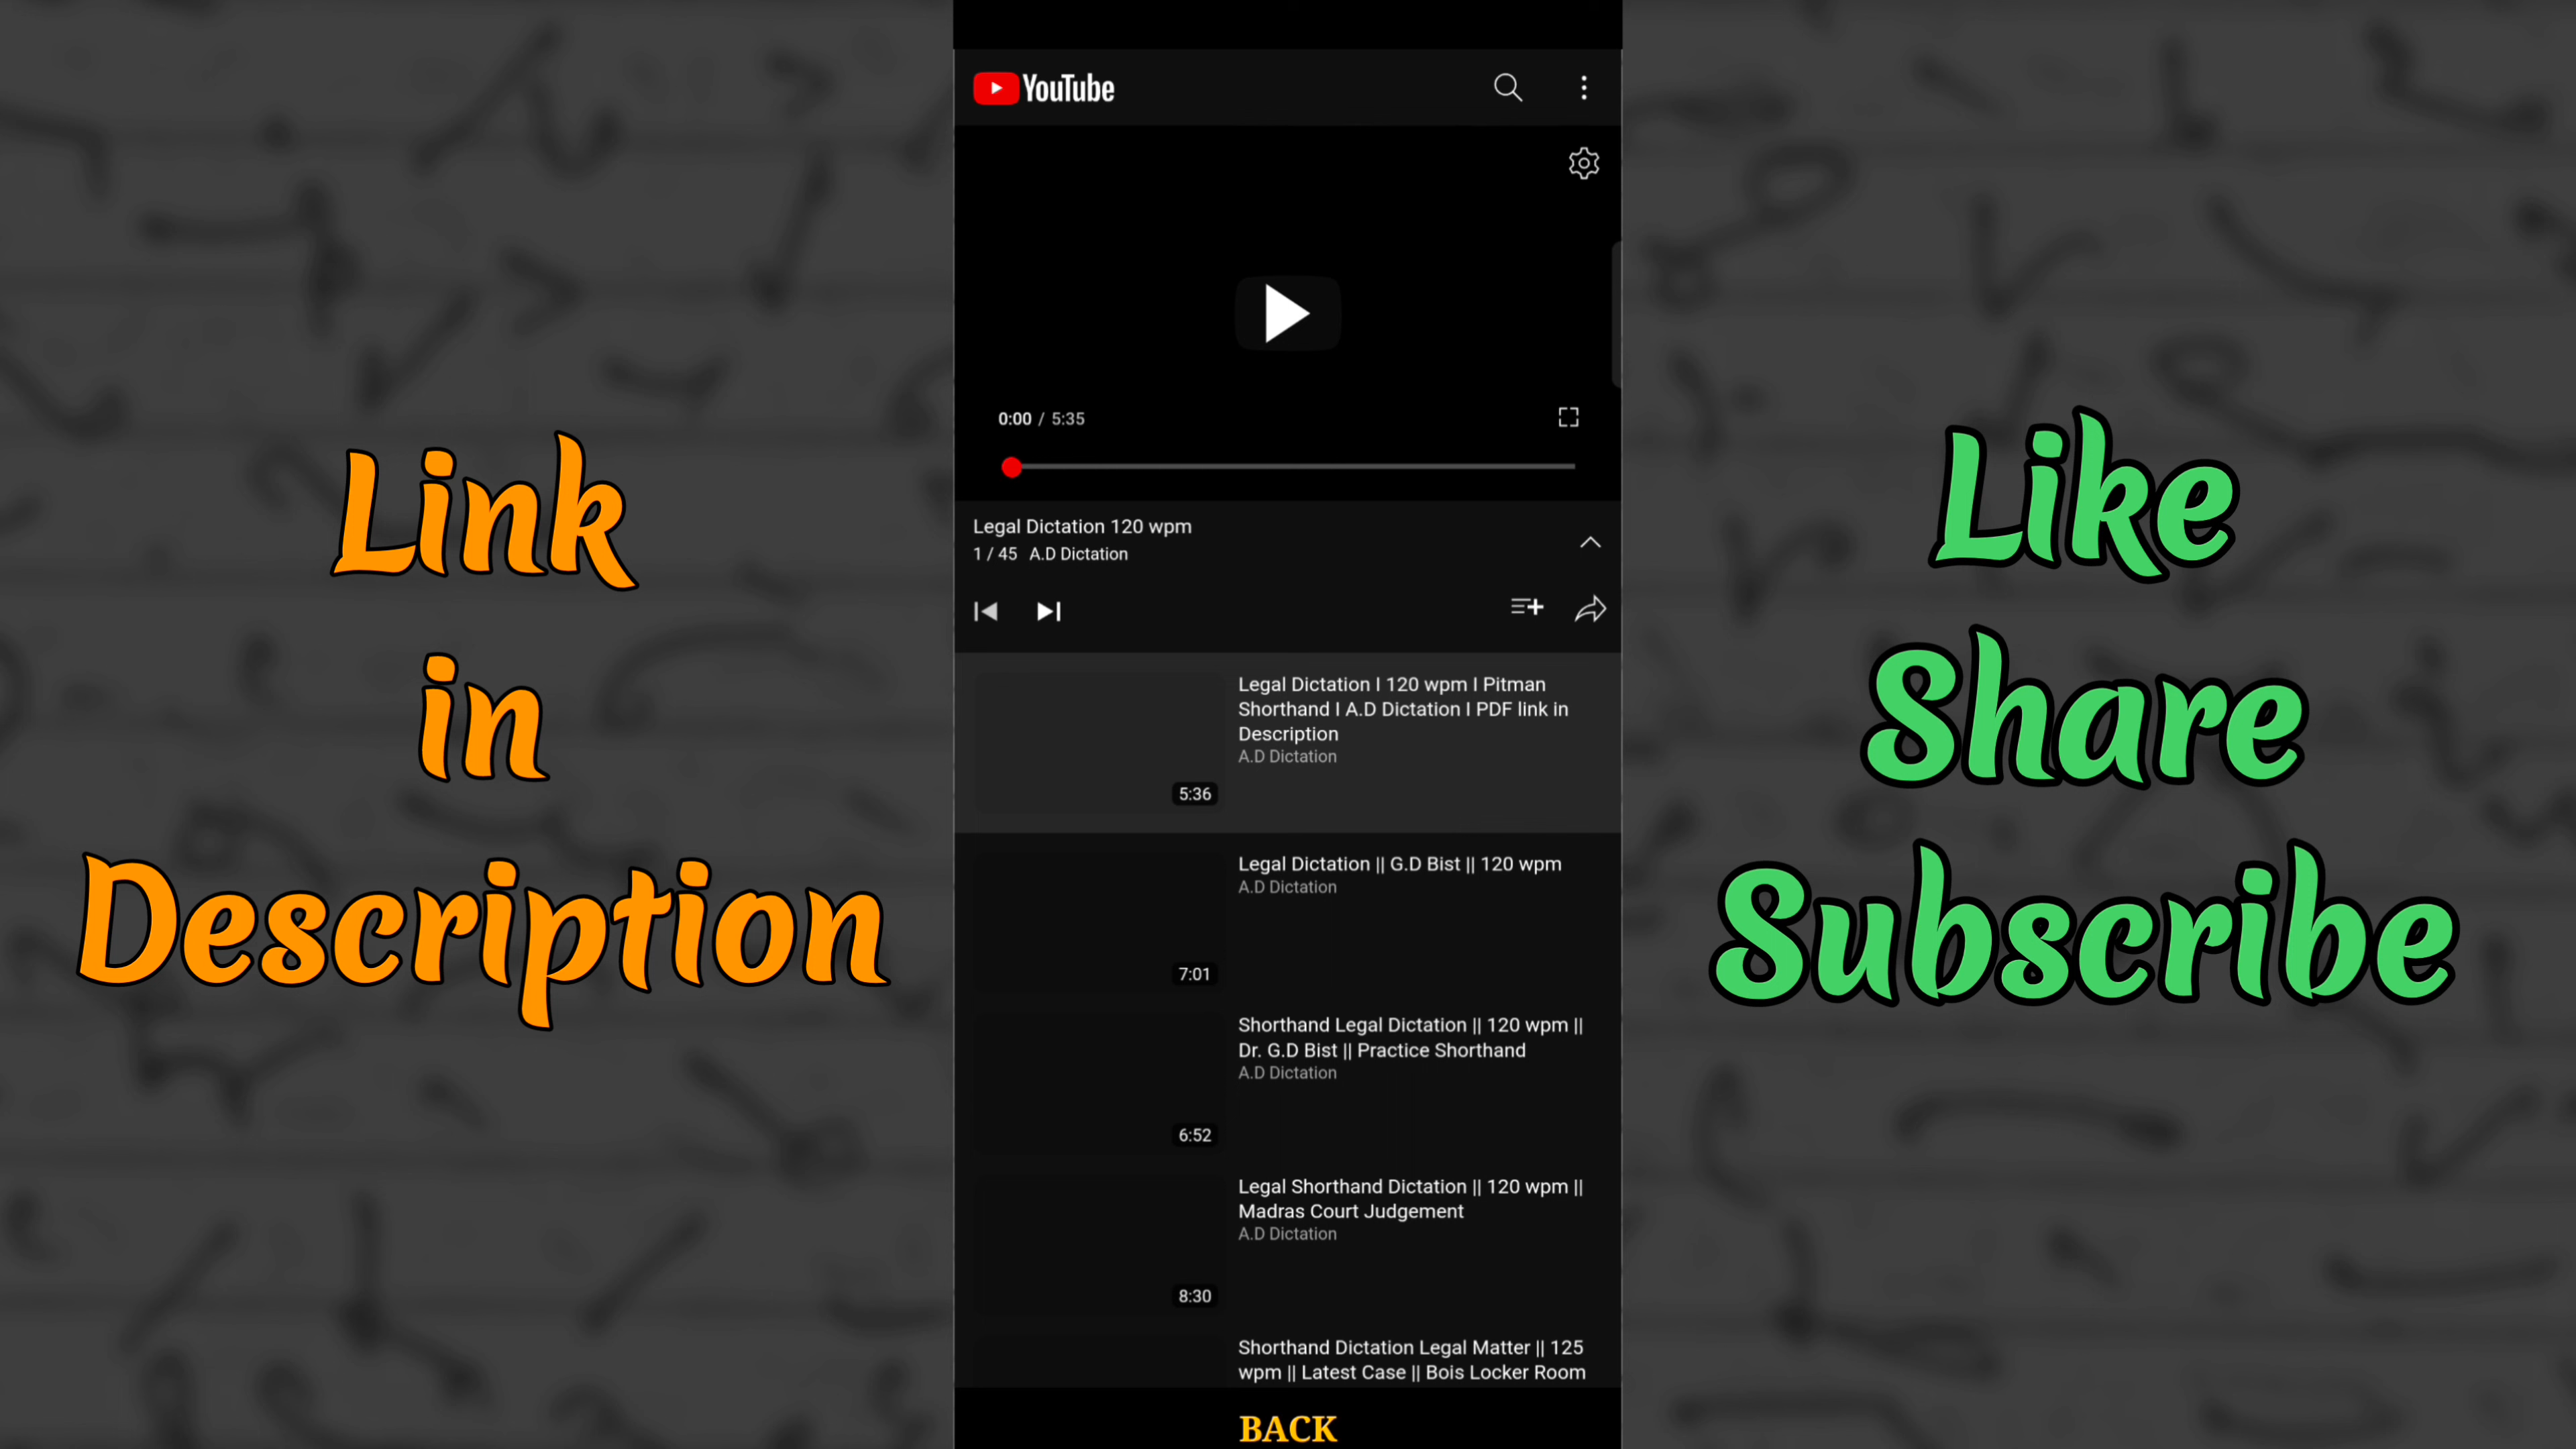 Link
in
Description
YouTube
0:00 / 5:35
Legal Dictation 120 wpm
1 / 45 A.D Dictation
Legal Dictation I 120 wpm I Pitman
Shorthand I A.D Dictation I PDF link in
Description
A.D Dictation
5:36
Legal Dictation || G.D Bist || 120 wpm
A.D Dictation
7:01
Shorthand Legal Dictation || 120 wpm ||
Dr. G.D Bist || Practice Shorthand
A.D Dictation
6:52
Legal Shorthand Dictation || 120 wpm ||
Madras Court Judgement
A.D Dictation
8:30
Shorthand Dictation Legal Matter || 125
wpm || Latest Case || Bois Locker Room
BACK
Like
Share
Subscribe